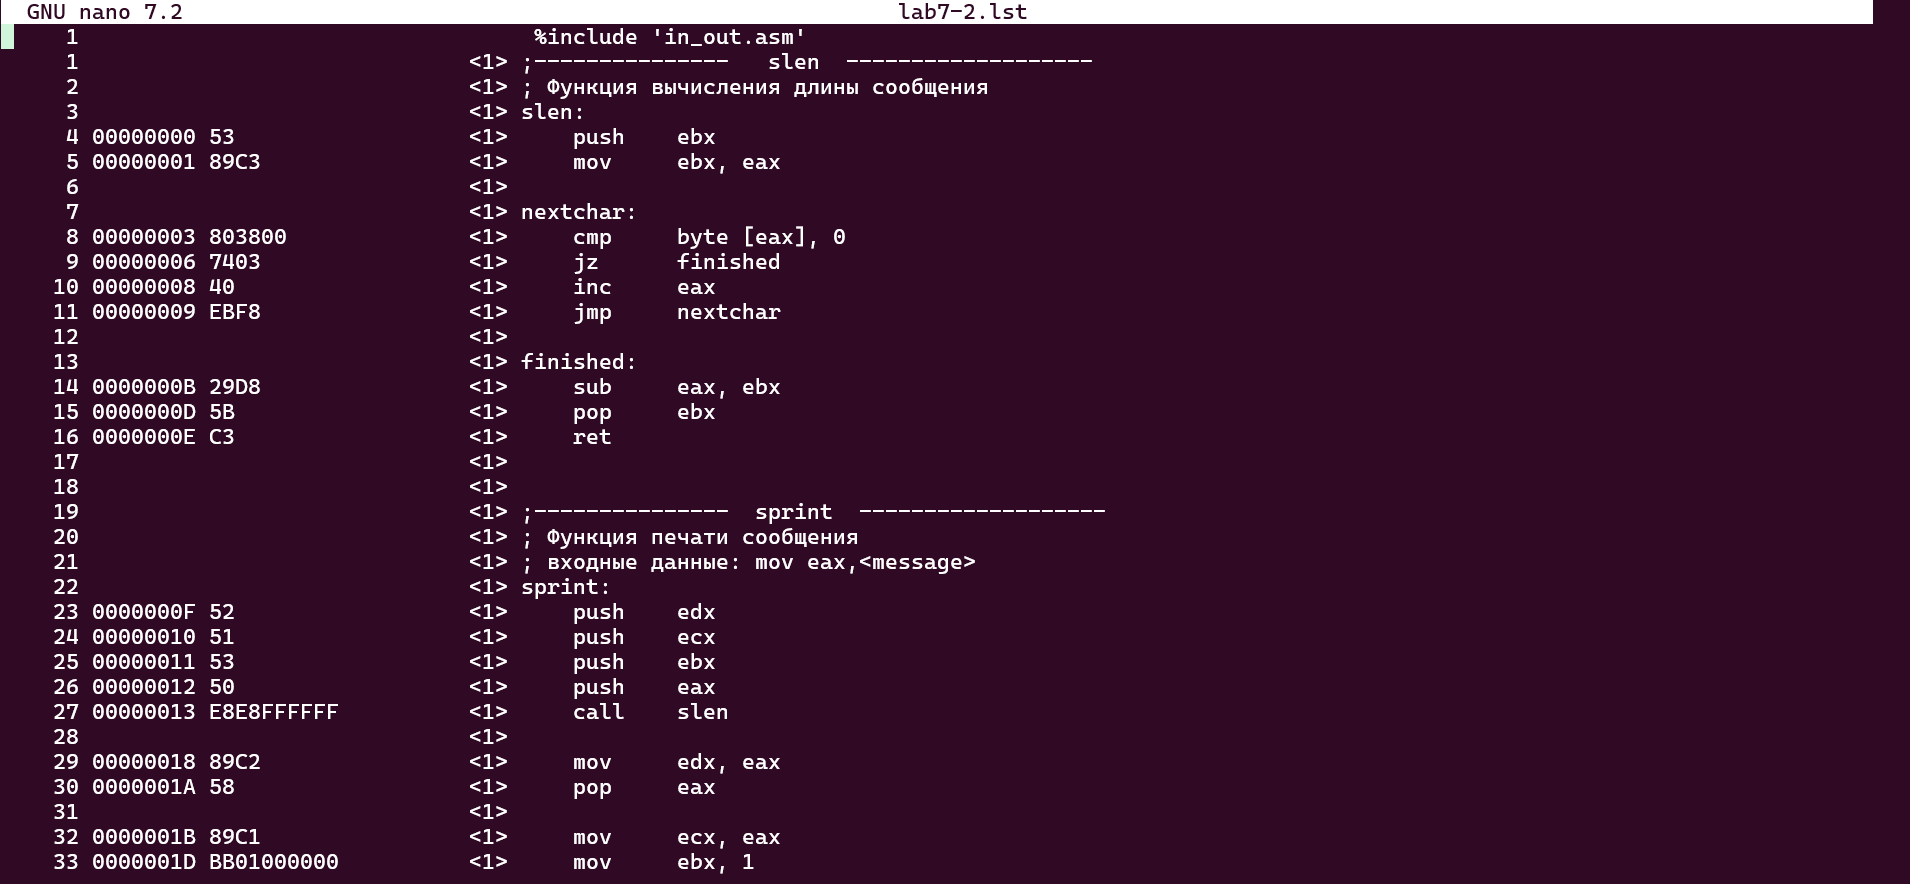 GNU nano 7.2                                                       lab7-2.lst
     1                                   %include 'in_out.asm'
     1                              <1> ;---------------   slen  -------------------
     2                              <1> ; Функция вычисления длины сообщения
     3                              <1> slen:
     4 00000000 53                  <1>     push    ebx
     5 00000001 89C3                <1>     mov     ebx, eax
     6                              <1>
     7                              <1> nextchar:
     8 00000003 803800              <1>     cmp     byte [eax], 0
     9 00000006 7403                <1>     jz      finished
    10 00000008 40                  <1>     inc     eax
    11 00000009 EBF8                <1>     jmp     nextchar
    12                              <1>
    13                              <1> finished:
    14 0000000B 29D8                <1>     sub     eax, ebx
    15 0000000D 5B                  <1>     pop     ebx
    16 0000000E C3                  <1>     ret
    17                              <1>
    18                              <1>
    19                              <1> ;---------------  sprint  -------------------
    20                              <1> ; Функция печати сообщения
    21                              <1> ; входные данные: mov eax,<message>
    22                              <1> sprint:
    23 0000000F 52                  <1>     push    edx
    24 00000010 51                  <1>     push    ecx
    25 00000011 53                  <1>     push    ebx
    26 00000012 50                  <1>     push    eax
    27 00000013 E8E8FFFFFF          <1>     call    slen
    28                              <1>
    29 00000018 89C2                <1>     mov     edx, eax
    30 0000001A 58                  <1>     pop     eax
    31                              <1>
    32 0000001B 89C1                <1>     mov     ecx, eax
    33 0000001D BB01000000          <1>     mov     ebx, 1